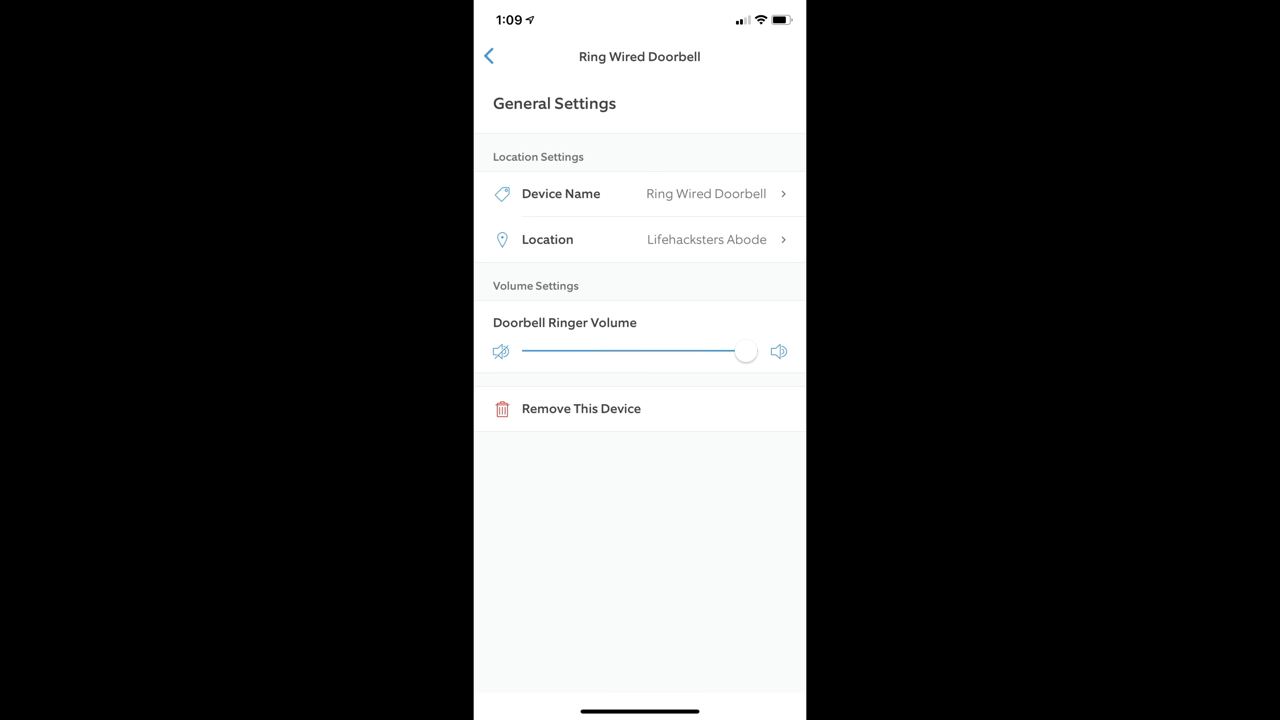 1:09
Ring Wired Doorbell
General Settings
Location Settings
Device Name Ring Wired Doorbell
Location Lifehacksters Abode
Volume Settings
Doorbell Ringer Volume
Remove This Device